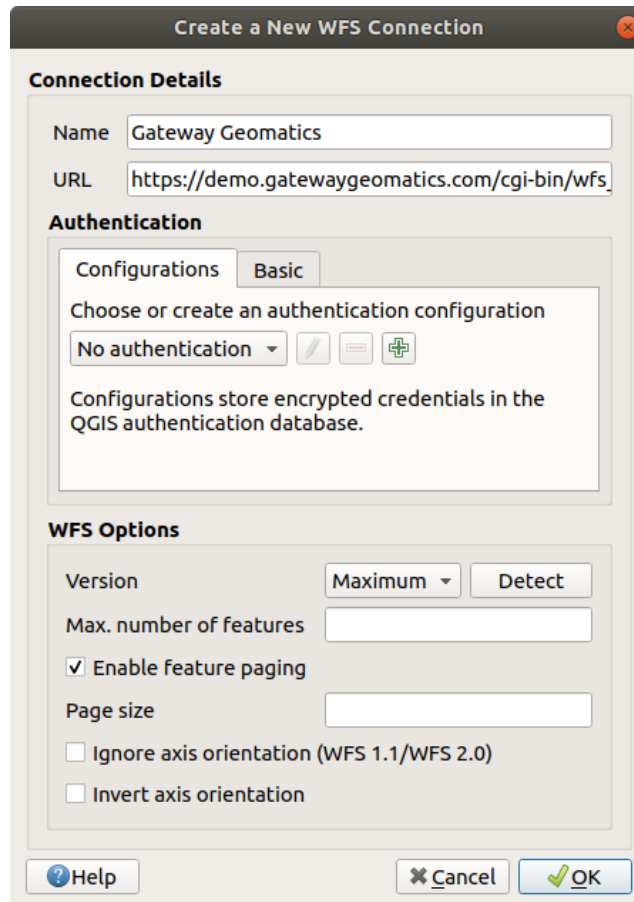 Create a New WFS Connection
Connection Details
Name Gateway Geomatics
URL https://demo.gatewaygeomatics.com/cgi-bin/wfs_
Authentication
Configurations Basic
Choose or create an authentication configuration
No authentication
Configurations store encrypted credentials in the
QGIS authentication database.
WFS Options
Version Maximum Detect
Max. number of features
Enable feature paging
Page size
Ignore axis orientation (WFS 1.1/WFS 2.0)
Invert axis orientation
Help Cancel OK